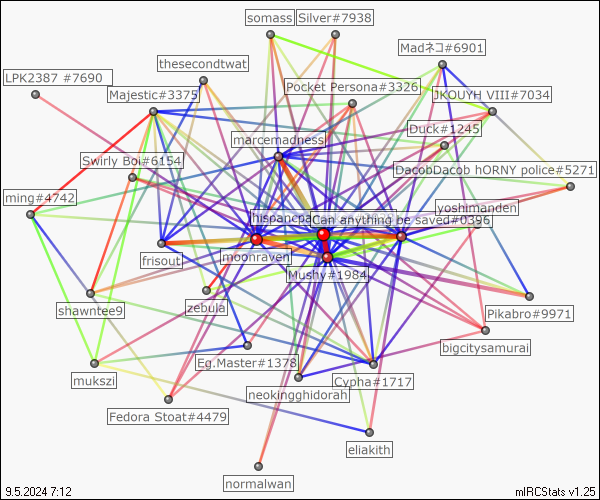 somass
Silver#7938
Madネコ#6901
thesecondtwat
LPK2387 #7690
Majestic#3375
Pocket Persona#3326
JKOUYH VIII#7034
Duck#1245
marcemadness
Swirly Boi#6154
DacobDacob hORNY police#5271
ming#4742
yoshimanden
hispanicpa
Can anything be saved#0396
frisout
moonraven
Mushy#1984
shawntee9
zebula
Pikabro#9971
bigcitysamurai
Eg.Master#1378
mukszi
Cypha#1717
neokingghidorah
Fedora Stoat#4479
eliakith
normalwan
9.5.2024 7:12
mIRCStats v1.25